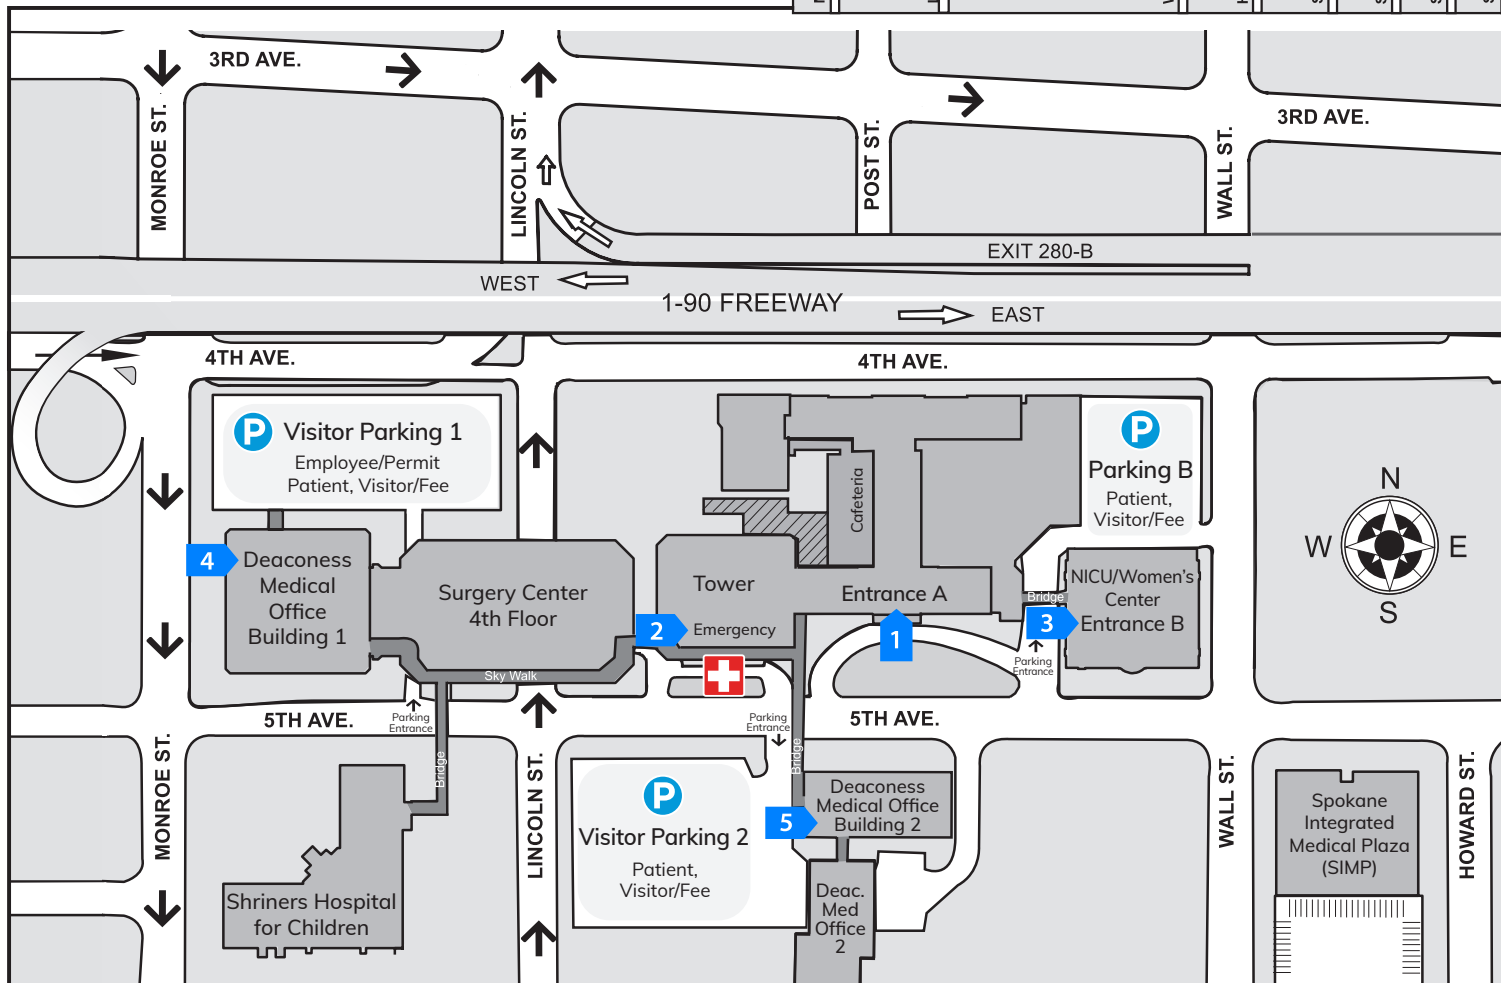 3RD AVE.
3RD AVE.
MONROE ST.
LINCOLN ST.
POST ST.
WALL ST.
EXIT 280-B
WEST
1-90 FREEWAY
EAST
4TH AVE.
4TH AVE.
P
Visitor Parking 1
Employee/Permit
Patient, Visitor/Fee
P
Parking B
Patient,
Visitor/Fee
Cafeteria
N
W
E
S
4
Deaconess
Medical
Office
Building 1
Surgery Center
4th Floor
Tower
2
Emergency
Entrance A
1
Bridge
3
NICU/Women's
Center
Entrance B
Parking
Entrance
Sky Walk
5TH AVE.
Parking
Entrance
Parking
Entrance
5TH AVE.
Bridge
Bridge
MONROE ST.
LINCOLN ST.
WALL ST.
HOWARD ST.
P
Visitor Parking 2
Patient,
Visitor/Fee
5
Deaconess
Medical Office
Building 2
Deac.
Med
Office
2
Shriners Hospital
for Children
Spokane
Integrated
Medical Plaza
(SIMP)